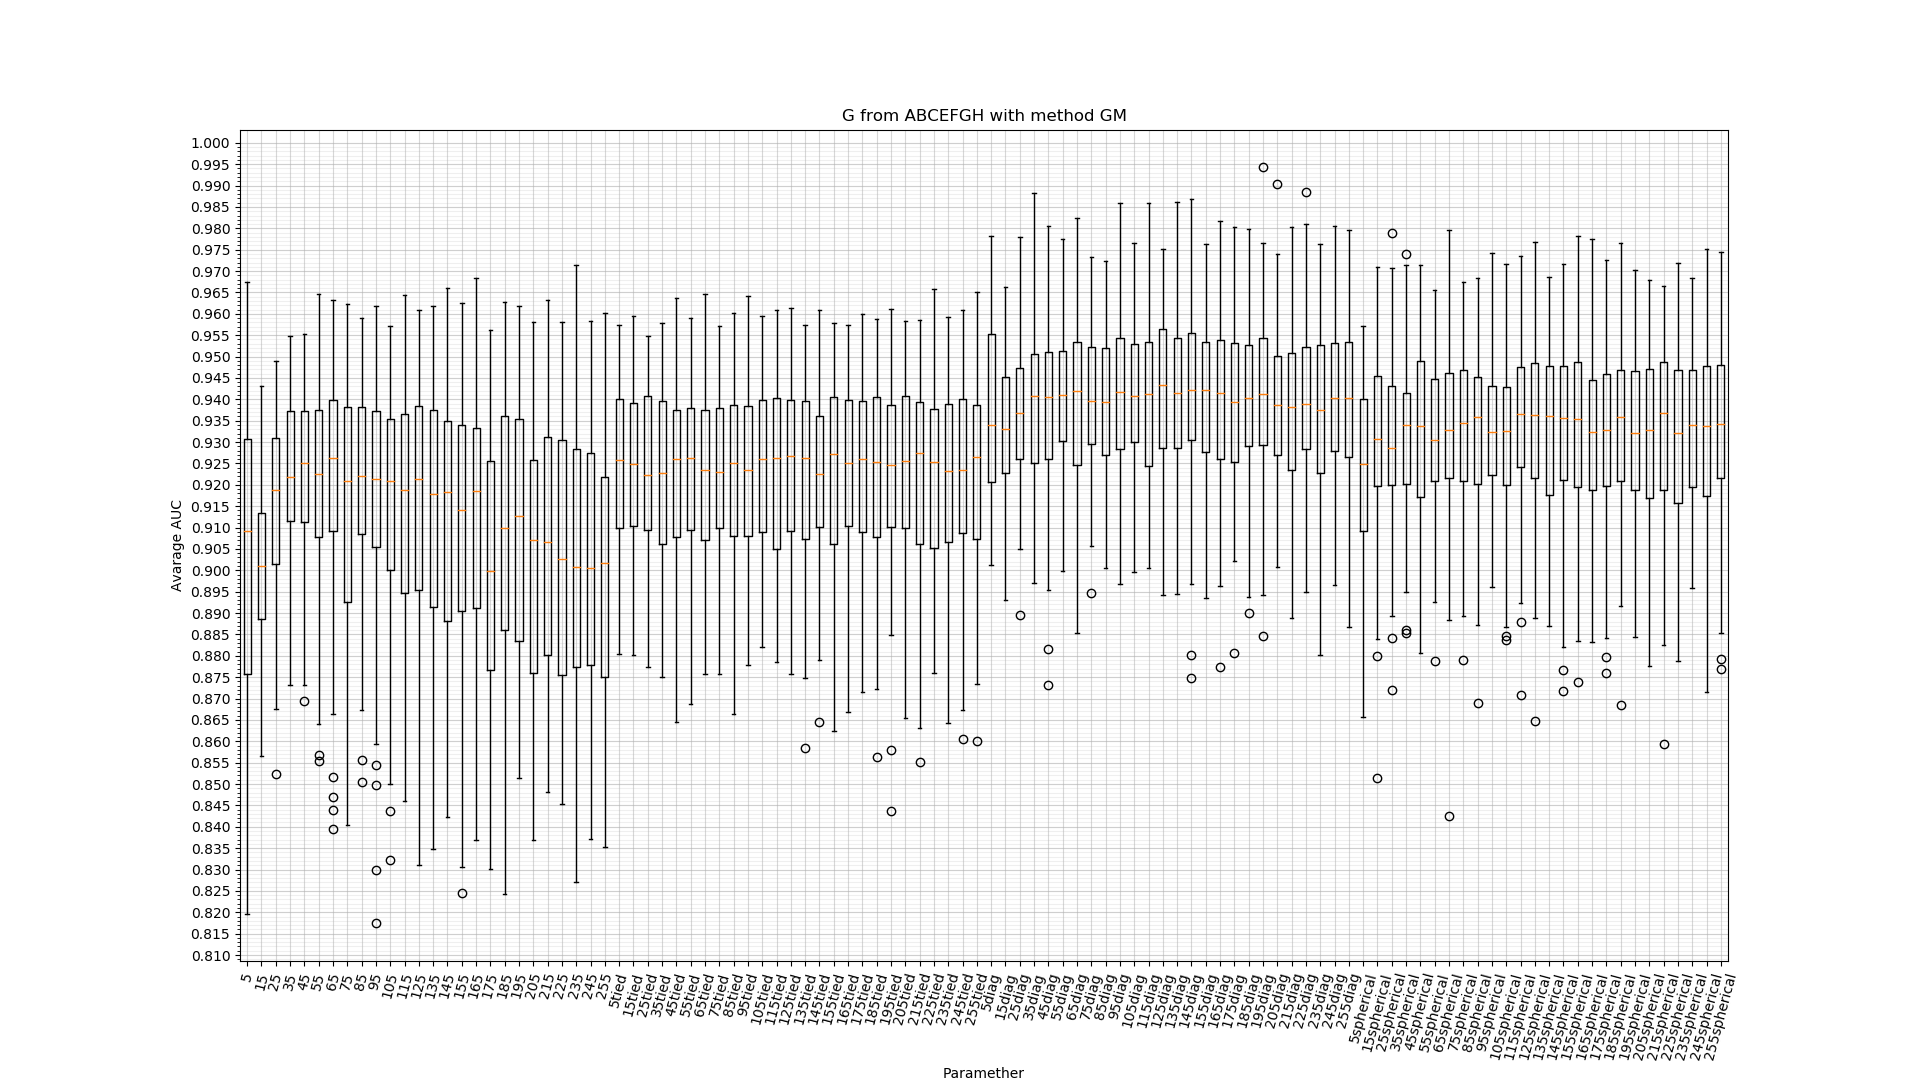 G from ABCEFGH with method GM
1.000
0.995
0.990
0.985
0.980
0.975
0.970
0.965
0.960
0.955
0.950
0.945
0.940
0.935
0.930
0.925
0.920
0.915
0.910
0.905
0.900
0.895
0.890
0.885
0.880
0.875
0.870
0.865
0.860
0.855
0.850
0.845
0.840
0.835
0.830
0.825
0.820
0.815
0.810
Avarage AUC
5
15
25
35
45
55
65
75
85
95
105
115
125
135
145
155
165
175
185
195
205
215
225
235
245
255
5tied
15tied
25tied
35tied
45tied
55tied
65tied
75tied
85tied
95tied
105tied
115tied
125tied
135tied
145tied
155tied
165tied
175tied
185tied
195tied
205tied
215tied
225tied
235tied
245tied
255tied
5diag
15diag
25diag
35diag
45diag
55diag
65diag
75diag
85diag
95diag
105diag
115diag
125diag
135diag
145diag
155diag
165diag
175diag
185diag
195diag
205diag
215diag
225diag
235diag
245diag
255diag
5spherical
15spherical
25spherical
35spherical
45spherical
55spherical
65spherical
75spherical
85spherical
95spherical
105spherical
115spherical
125spherical
135spherical
145spherical
155spherical
165spherical
175spherical
185spherical
195spherical
205spherical
215spherical
225spherical
235spherical
245spherical
255spherical
Paramether